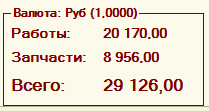 Валюта: Руб (1,0000)
Работы: 20 170,00
Запчасти: 8 956,00
Всего: 29 126,00